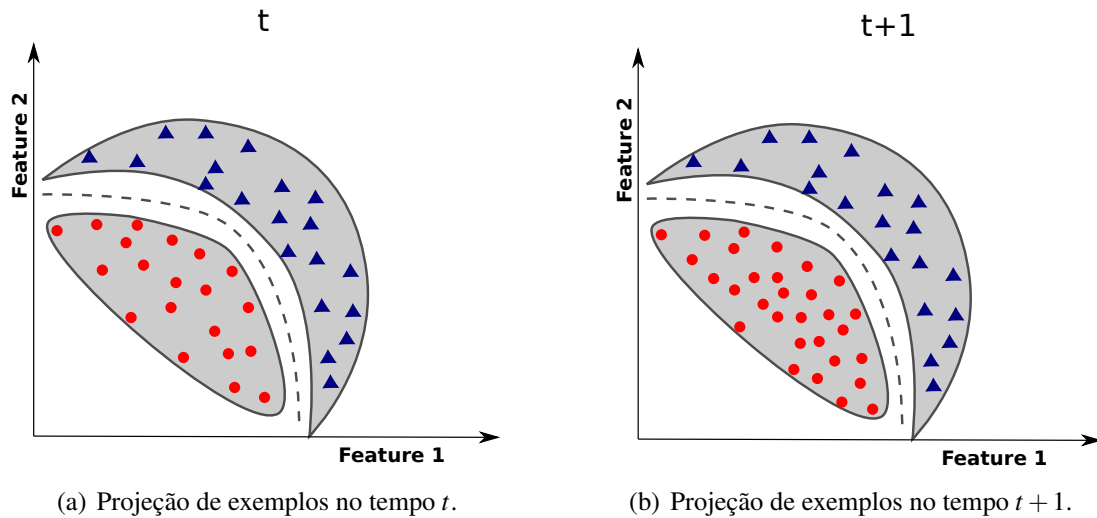 t
Feature 2
Feature 1
(a) Projeção de exemplos no tempo t.
t+1
Feature 2
Feature 1
(b) Projeção de exemplos no tempo t + 1.